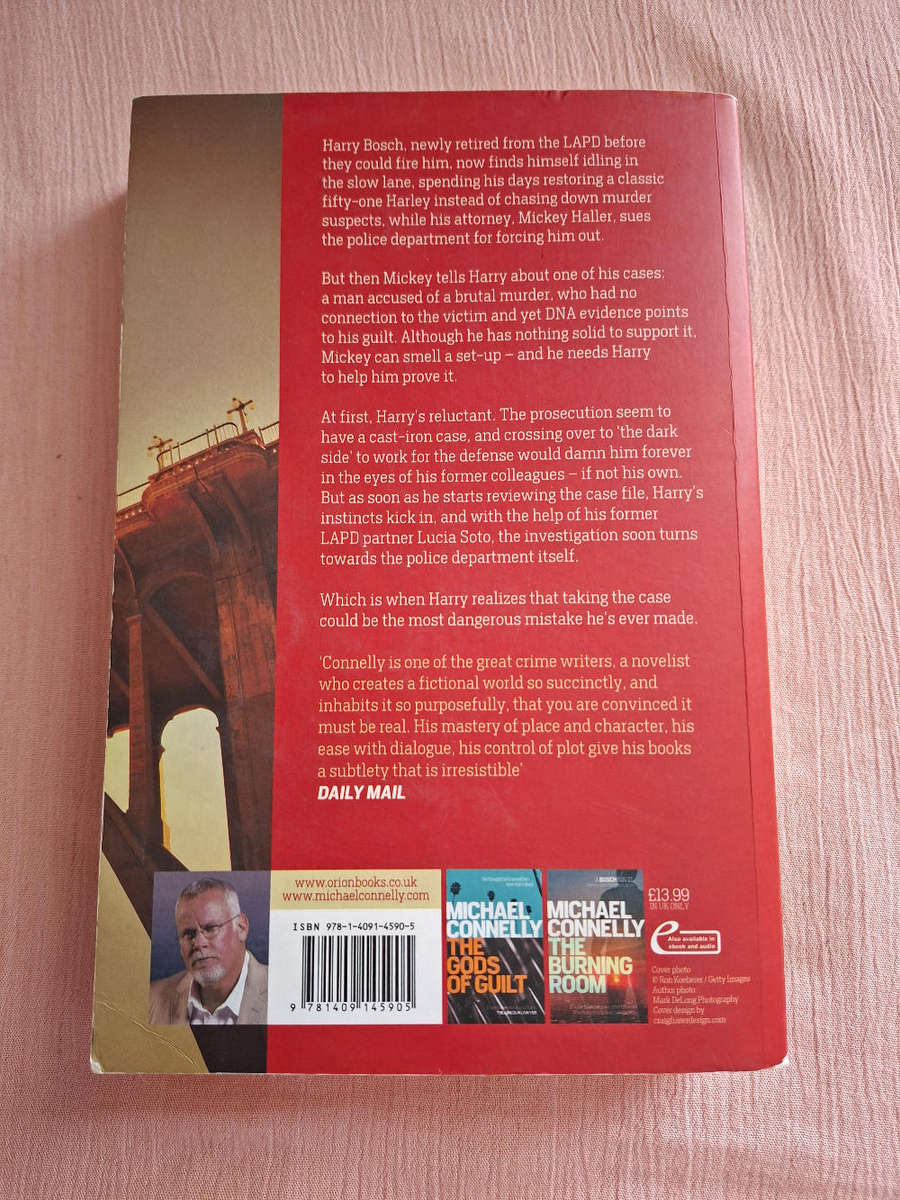 Harry Bosch, newly retired from the LAPD before
they could fire him, now finds himself idling in
the slow lane, spending his days restoring a classic
fifty-one Harley instead of chasing down murder
suspects, while his attorney, Mickey Haller, sues
the police department for forcing him out.
But then Mickey tells Harry about one of his cases:
a man accused of a brutal murder, who had no
connection to the victim and yet DNA evidence points
to his guilt. Although he has nothing solid to support it,
Mickey can smell a set-up – and he needs Harry
to help him prove it.
At first, Harry's reluctant. The prosecution seem to
have a cast-iron case, and crossing over to 'the dark
side' to work for the defense would damn him forever
in the eyes of his former colleagues – if not his own.
But as soon as he starts reviewing the case file, Harry's
instincts kick in, and with the help of his former
LAPD partner Lucia Soto, the investigation soon turns
towards the police department itself.
Which is when Harry realizes that taking the case
could be the most dangerous mistake he's ever made.
'Connelly is one of the great crime writers, a novelist
who creates a fictional world so succinctly, and
inhabits it so purposefully, that you are convinced it
must be real. His mastery of place and character, his
ease with dialogue, his control of plot give his books
a subtlety that is irresistible'
DAILY MAIL
www.orionbooks.co.uk
www.michaelconnelly.com
ISBN 978-1-4091-4590-5
9 781409 145905
MICHAEL
CONNELLY
THE
GODS
OF GUILT
MICHAEL
CONNELLY
THE
BURNING
ROOM
£13.99
IN UK ONLY
Also available in
ebook and audio
Cover photo
© Ron Koeberer / Getty Images
Author photo
Mark DeLong Photography
Cover design by